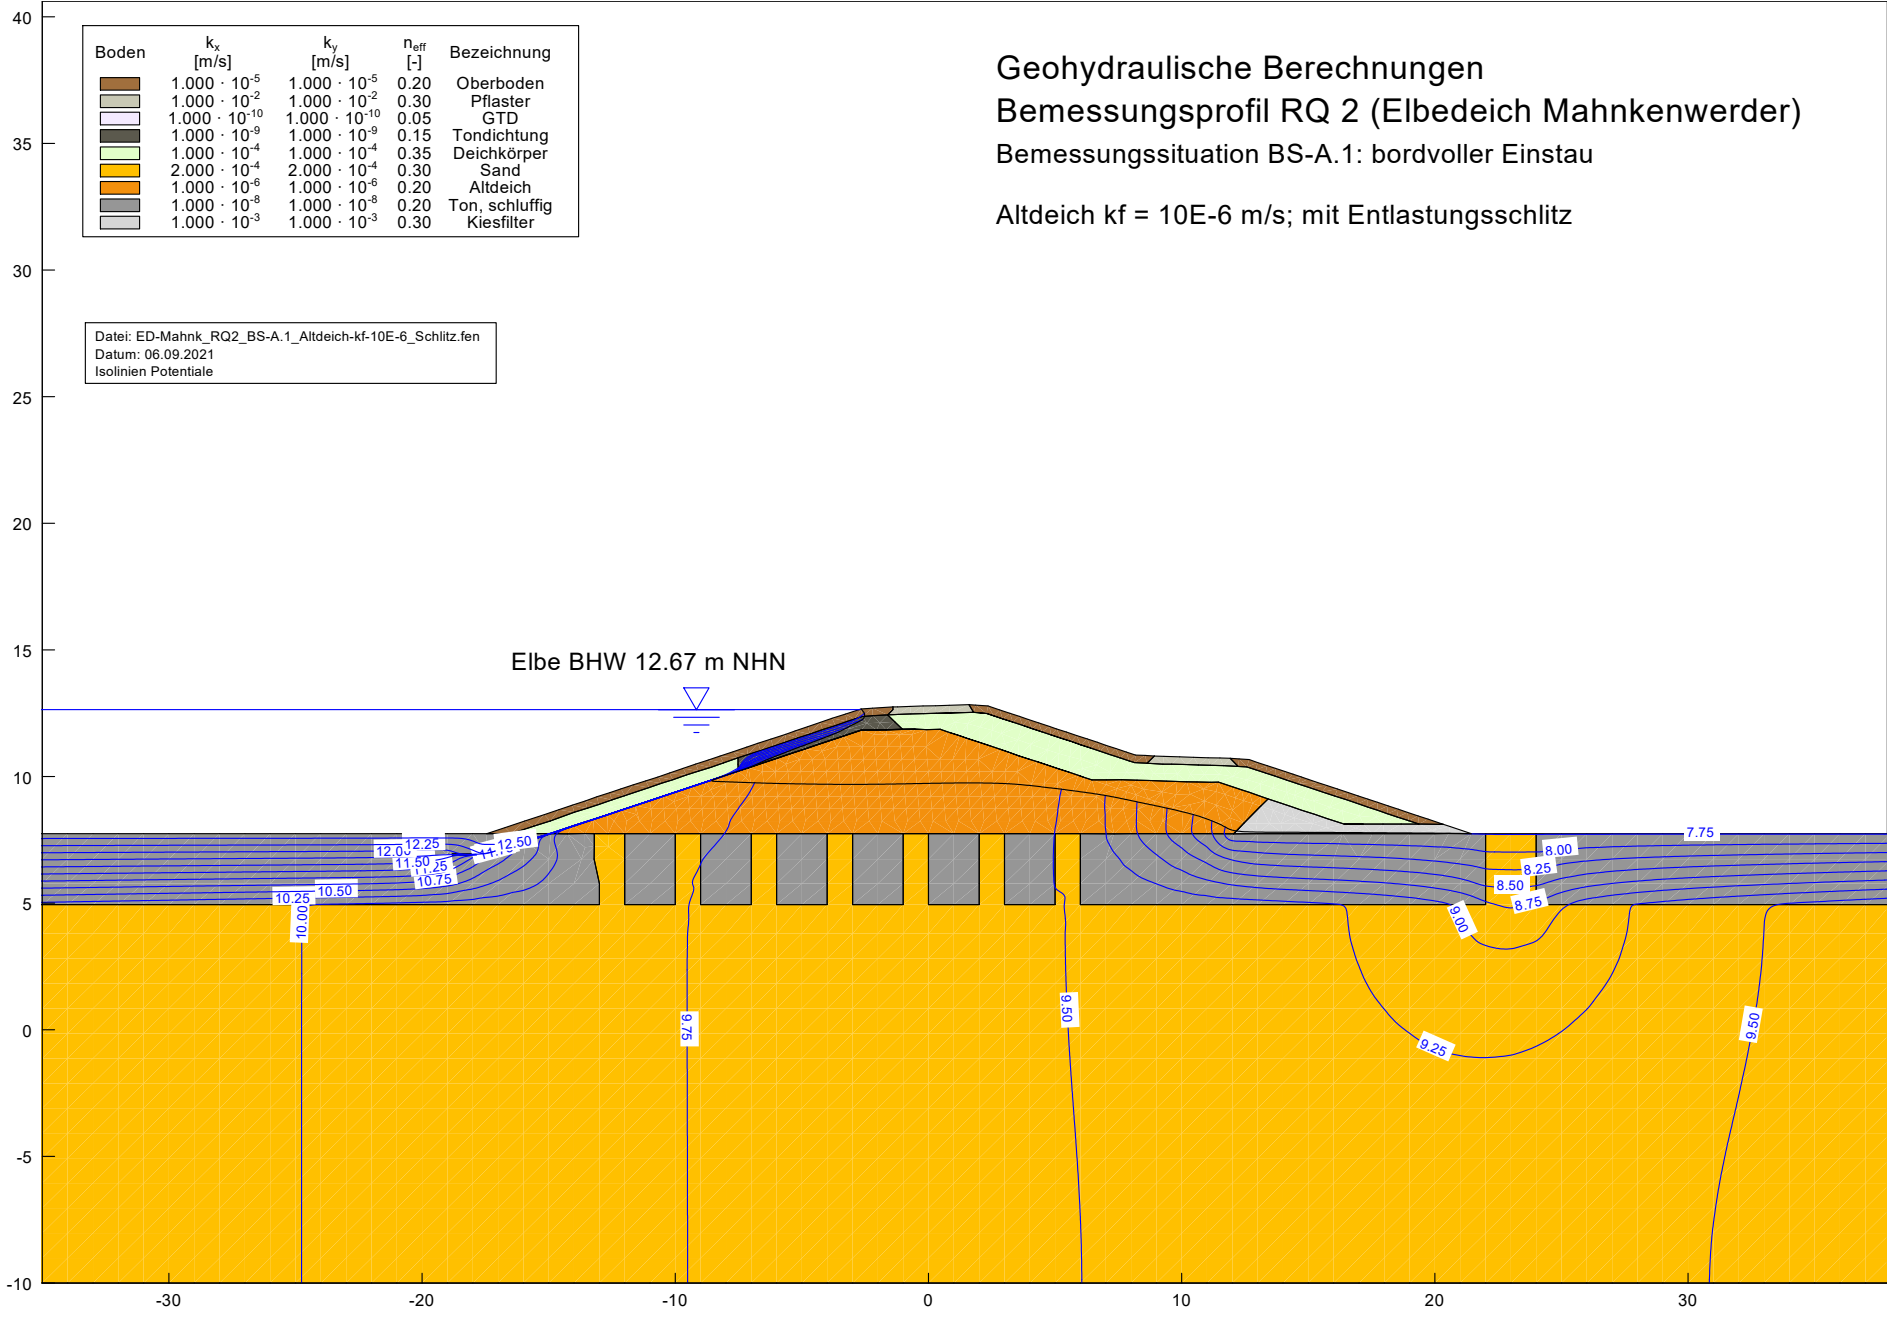 Geohydraulische Berechnungen
Bemessungsprofil RQ 2 (Elbedeich Mahnkenwerder)
Bemessungssituation BS-A.1: bordvoller Einstau
Altdeich kf = 10E-6 m/s; mit Entlastungsschlitz
Boden kx [m/s] ky [m/s] neff [-] Bezeichnung
1.000 · 10-5 1.000 · 10-5 0.20 Oberboden
1.000 · 10-2 1.000 · 10-2 0.30 Pflaster
1.000 · 10-10 1.000 · 10-10 0.05 GTD
1.000 · 10-9 1.000 · 10-9 0.15 Tondichtung
1.000 · 10-4 1.000 · 10-4 0.35 Deichkörper
2.000 · 10-4 2.000 · 10-4 0.30 Sand
1.000 · 10-6 1.000 · 10-6 0.20 Altdeich
1.000 · 10-8 1.000 · 10-8 0.20 Ton, schluffig
1.000 · 10-3 1.000 · 10-3 0.30 Kiesfilter
Datei: ED-Mahnk_RQ2_BS-A.1_Altdeich-kf-10E-6_Schlitz.fen
Datum: 06.09.2021
Isolinien Potentiale
Elbe BHW 12.67 m NHN
40
35
30
25
20
15
10
5
0
-5
-10
-30
-20
-10
0
10
20
30
12.25
12.50
11.50
10.75
10.50
10.25
10.00
9.75
9.50
9.25
9.00
8.75
8.50
8.25
8.00
7.75
9.50